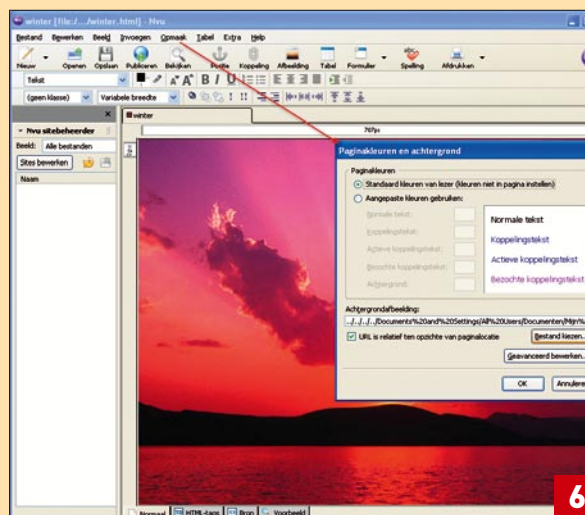 winter [file:/.../winter.html] - Nvu
Bestand Bewerken Beeld Invoegen Opmaak Tabel Extra Help
Nieuw Openen Opslaan Publiceren Bekijken Positie Koppeling Afbeelding Tabel Formulier Spelling Afdrukken
Tekst
(geen klasse) Variabele breedte
winter
Nvu sitebeheerder
767px
Beeld: Alle bestanden
Sites bewerken
Naam
Paginakleuren en achtergrond
Paginakleuren
Standaard kleuren van lezer (kleuren niet in pagina instellen)
Aangepaste kleuren gebruiken:
Normale tekst:
Koppelingstekst:
Actieve koppelingstekst:
Bezochte koppelingstekst:
Achtergrond:
Normale tekst
Koppelingstekst
Actieve koppelingstekst
Bezochte koppelingstekst
Achtergrondafbeelding:
../../../../Documents%20and%20Settings/All%20Users/Documenten/Mijn%
URL is relatief ten opzichte van paginalocatie
Bestand kiezen..
Geavanceerd bewerken..
OK Annulere
Normaal HTML-tags Bron Voorbeeld
6